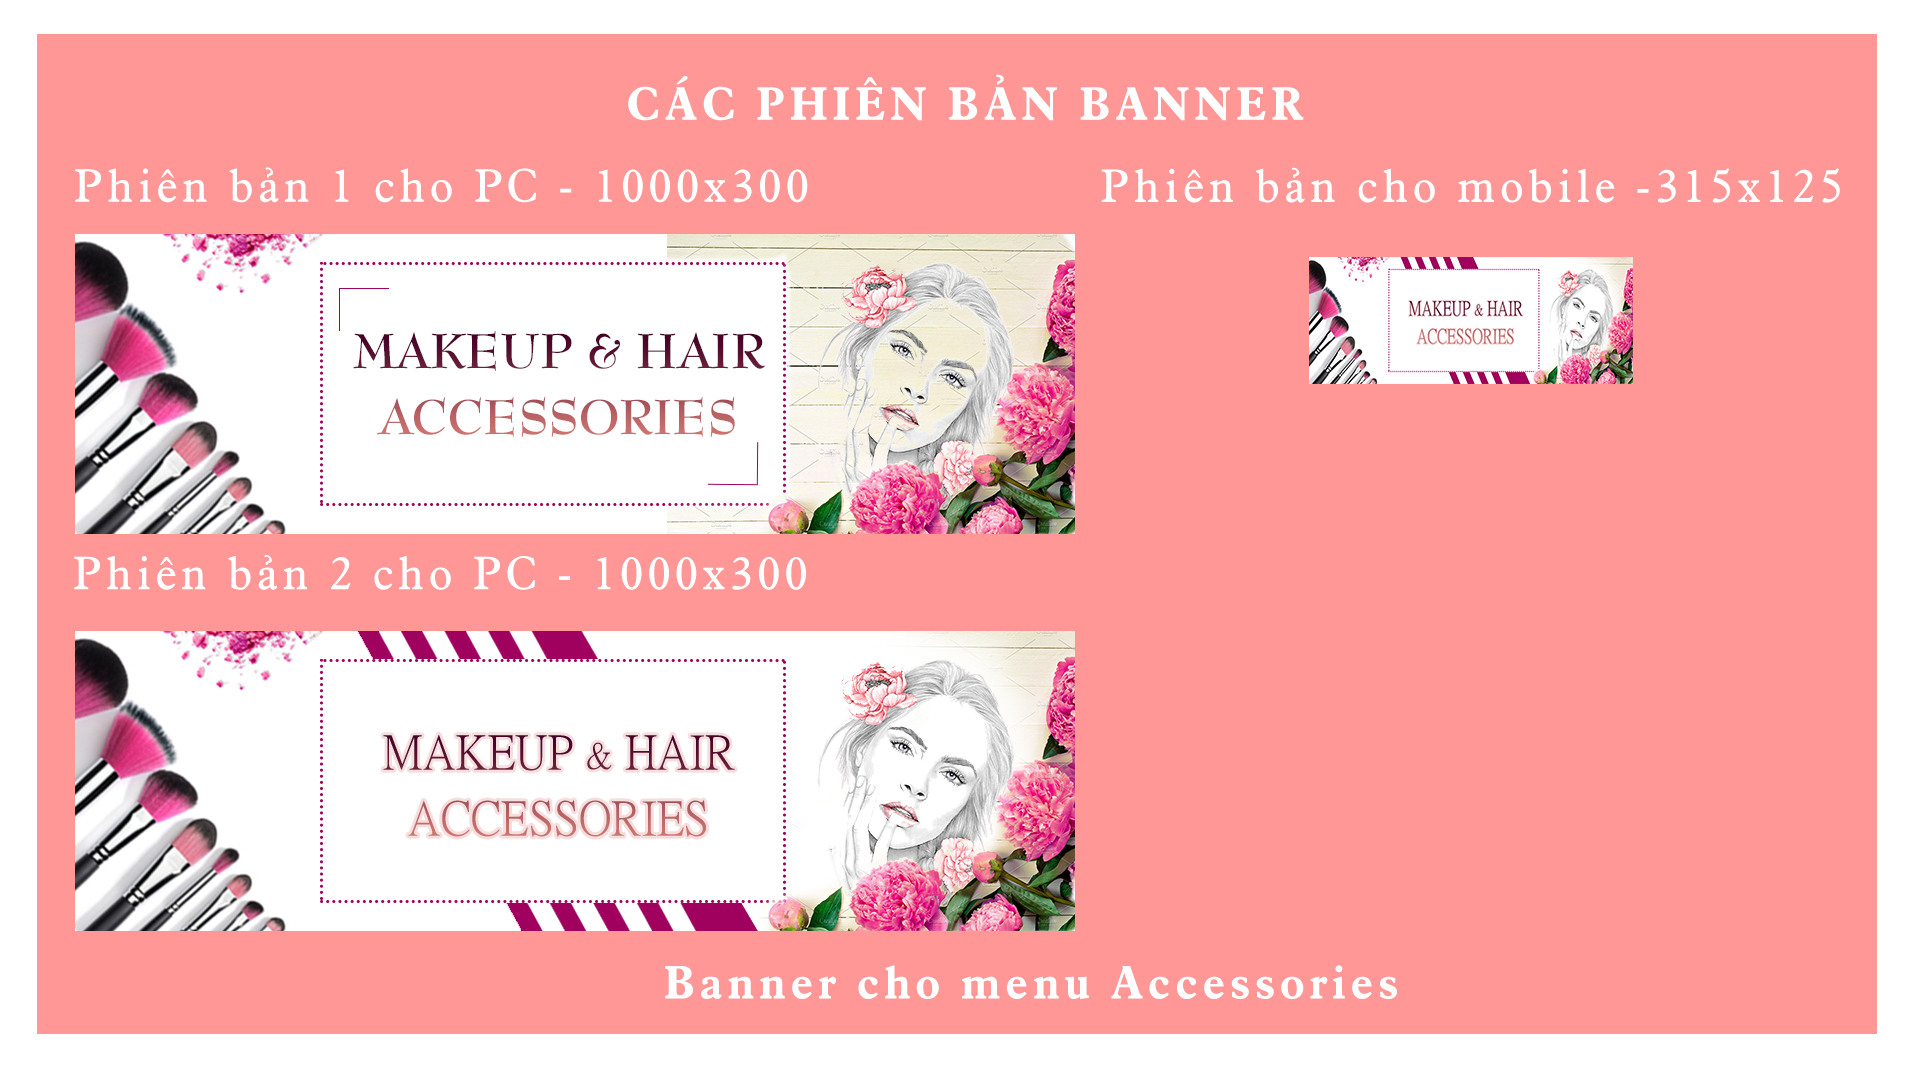 CÁC PHIÊN BẢN BANNER
Phiên bản 1 cho PC - 1000x300
MAKEUP & HAIR
ACCESSORIES
Phiên bản cho mobile -315x125
MAKEUP & HAIR
ACCESSORIES
Phiên bản 2 cho PC - 1000x300
MAKEUP & HAIR
ACCESSORIES
Banner cho menu Accessories